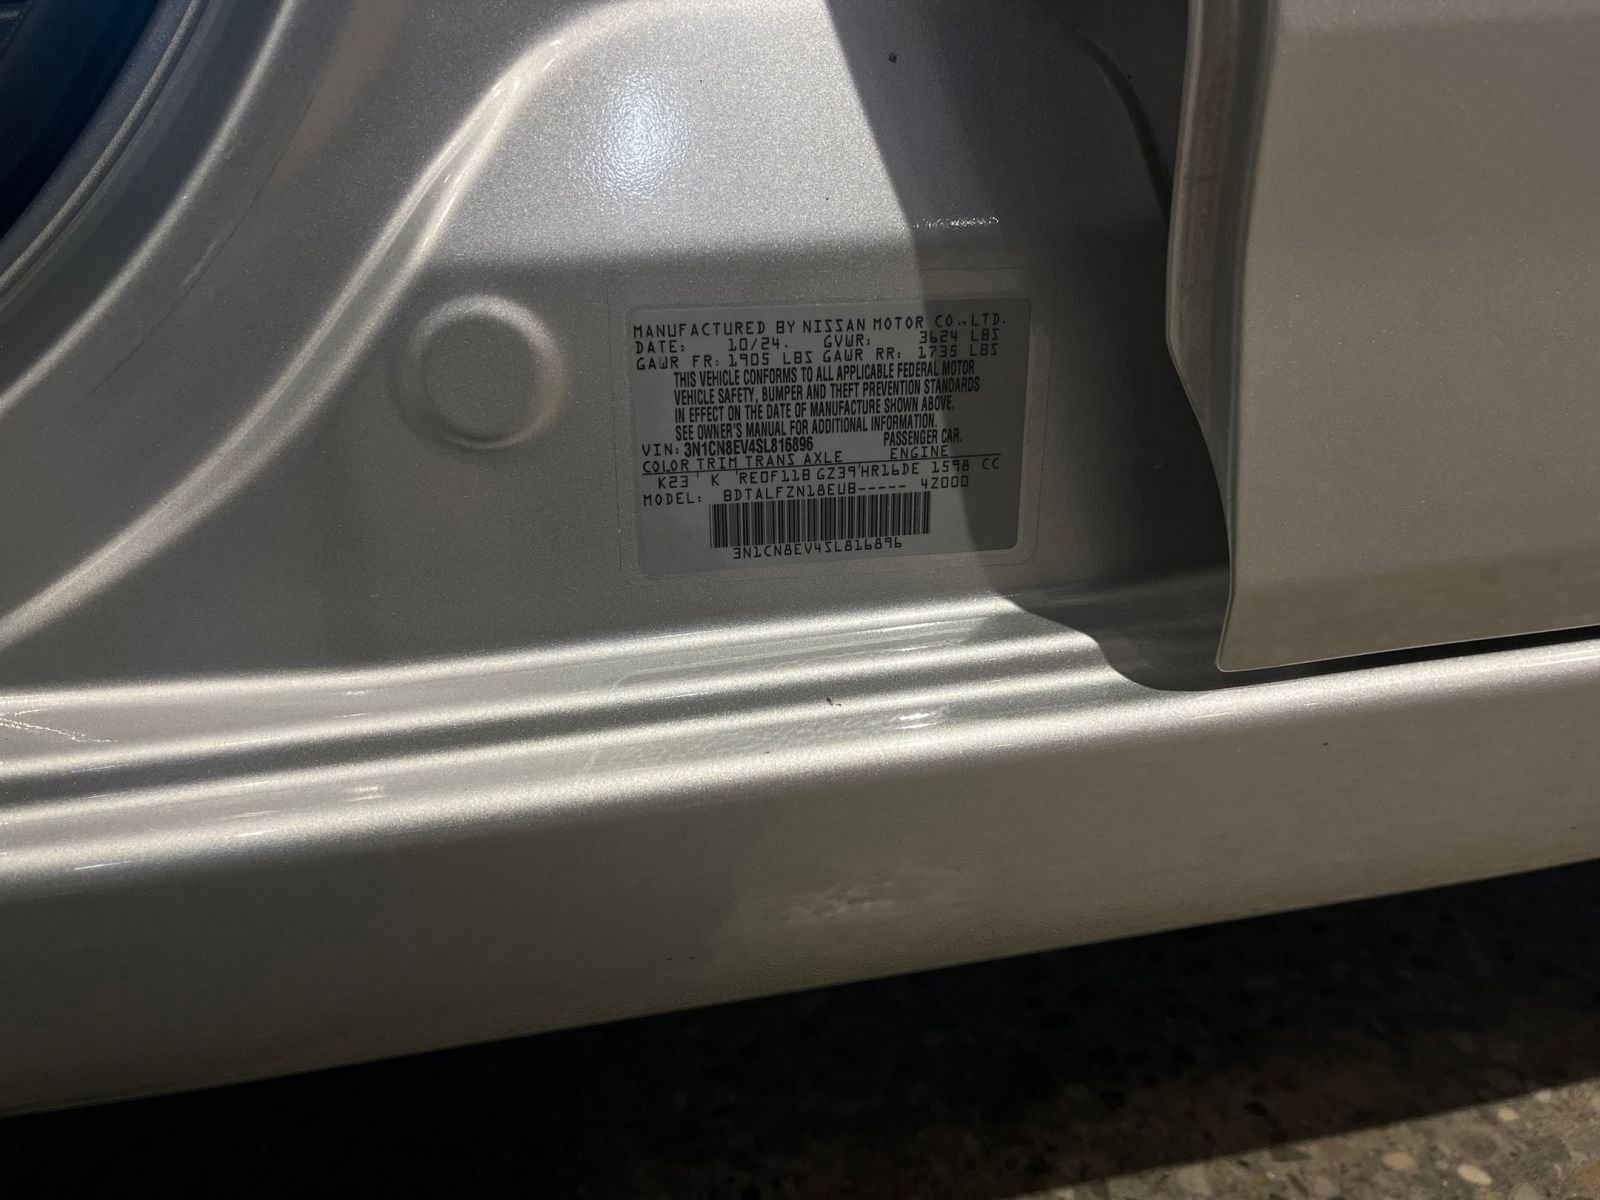 MANUFACTURED BY NISSAN MOTOR CO.,LTD.
DATE: 10/24. GVWR: 3624 LBS
GAWR FR: 1905 LBS GAWR RR: 1735 LBS
THIS VEHICLE CONFORMS TO ALL APPLICABLE FEDERAL MOTOR
VEHICLE SAFETY, BUMPER AND THEFT PREVENTION STANDARDS
IN EFFECT ON THE DATE OF MANUFACTURE SHOWN ABOVE.
SEE OWNER'S MANUAL FOR ADDITIONAL INFORMATION.
VIN: 3N1CN8EV4SL816896 PASSENGER CAR.
COLOR TRIM TRANS AXLE ENGINE
K23 K RE0F11B GZ39 HR16DE 1598 CC
MODEL: BDTALFZN18EUB----- 4Z000
3N1CN8EV4SL816896